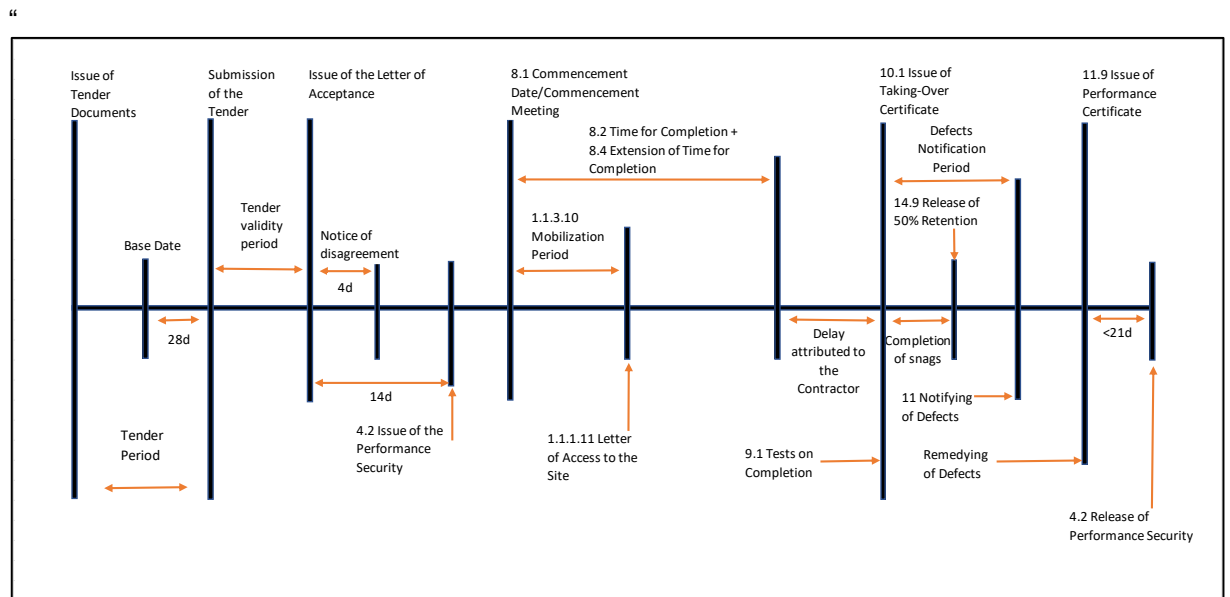 “
Issue of
Tender
Documents
Submission
of the
Tender
Issue of the Letter of
Acceptance
8.1 Commencement
Date/Commencement
Meeting
10.1 Issue of
Taking-Over
Certificate
11.9 Issue of
Performance
Certificate
8.2 Time for Completion +
8.4 Extension of Time for
Completion
Defects
Notification
Period
14.9 Release of
50% Retention
Tender
validity
period
Base Date
Notice of
disagreement
4d
1.1.3.10
Mobilization
Period
28d
14d
Delay
attributed to
the
Contractor
Completion
of snags
<21d
4.2 Issue of the
Performance
Security
1.1.1.11 Letter
of Access to the
Site
11 Notifying
of Defects
Tender
Period
9.1 Tests on
Completion
Remedying
of Defects
4.2 Release of
Performance Security